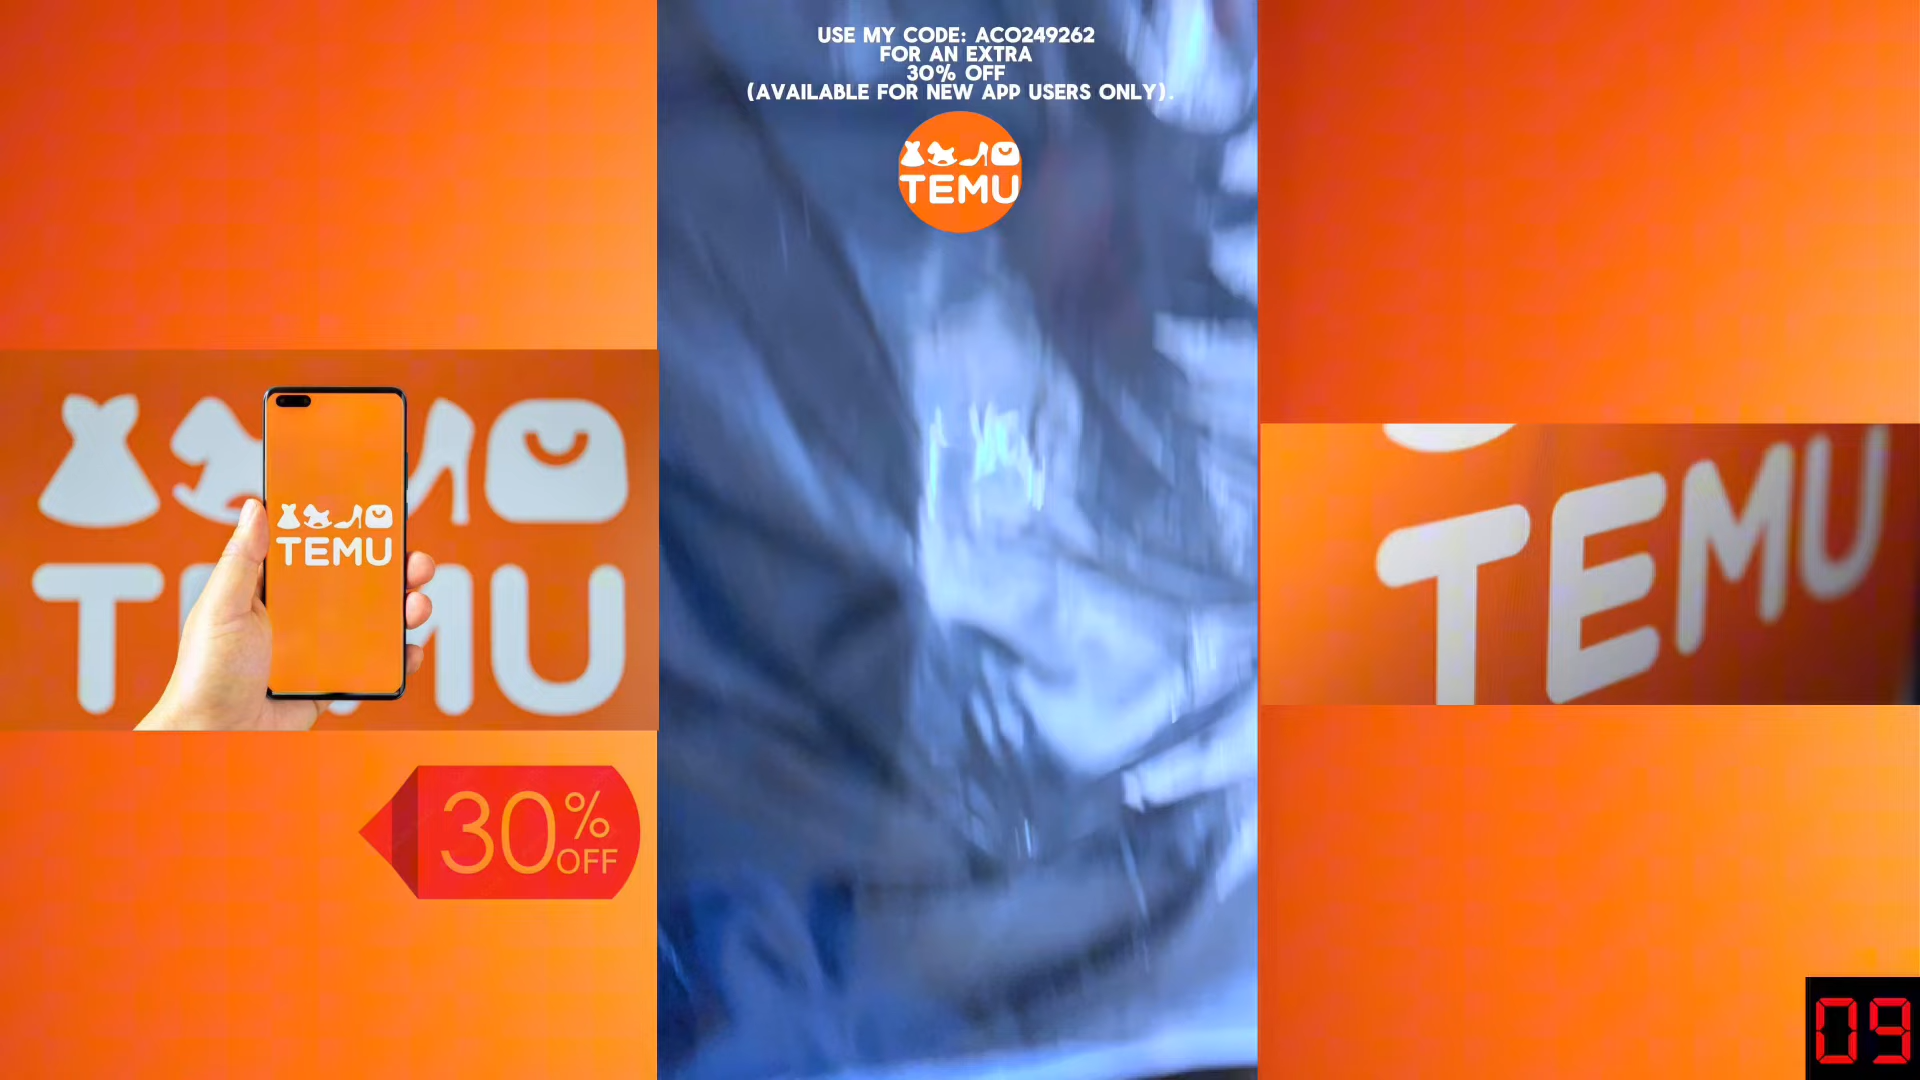 USE MY CODE: ACO249262
FOR AN EXTRA
30% OFF
(AVAILABLE FOR NEW APP USERS ONLY).
TEMU
TEMU
TEMU
TEMU
30%
OFF
09